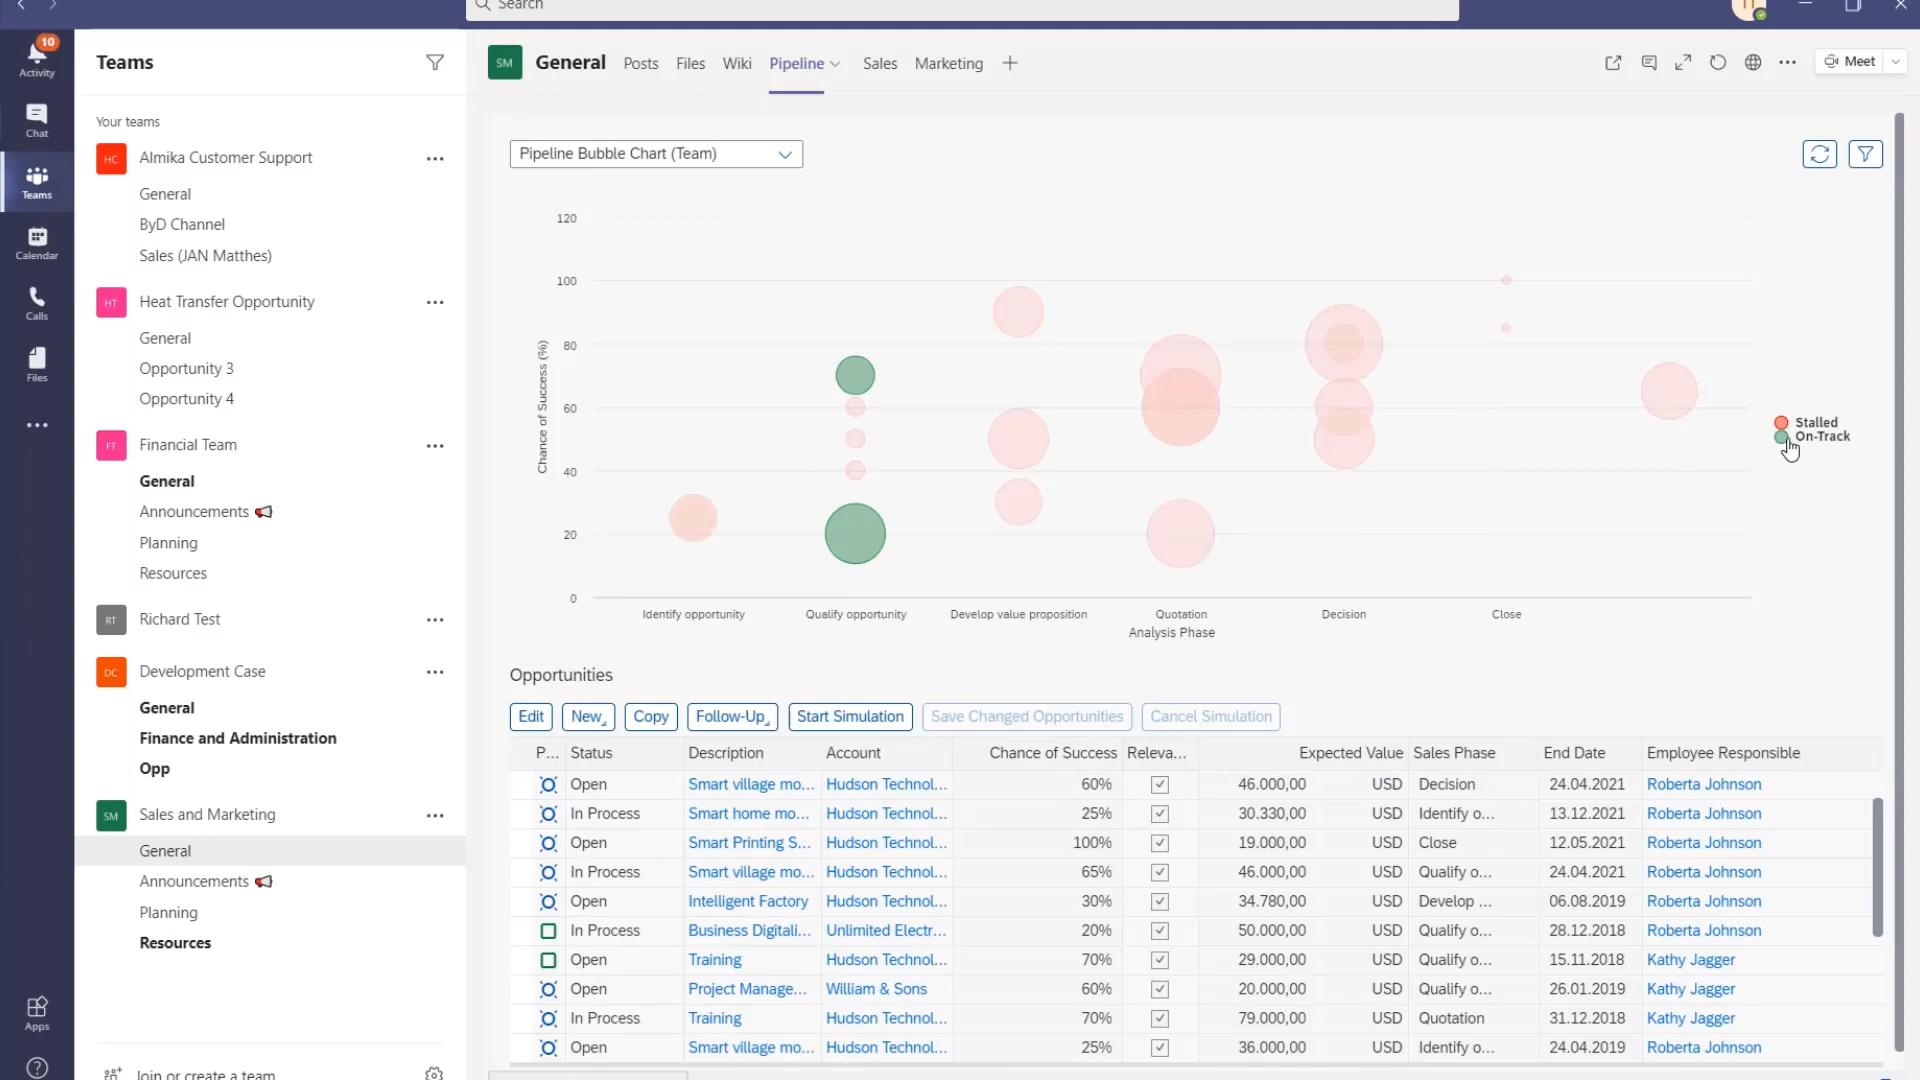 Search
10
Activity
Chat
Teams
Calendar
Calls
Files
Apps
Teams
Your teams
HC Almika Customer Support
General
ByD Channel
Sales (JAN Matthes)
HT Heat Transfer Opportunity
General
Opportunity 3
Opportunity 4
FT Financial Team
General
Announcements
Planning
Resources
RT Richard Test
DC Development Case
General
Finance and Administration
Opp
SM Sales and Marketing
General
Announcements
Planning
Resources
Join or create a team
SM General Posts Files Wiki Pipeline Sales Marketing
Meet
Pipeline Bubble Chart (Team)
Chance of Success (%)
120
100
80
60
40
20
0
Identify opportunity Qualify opportunity Develop value proposition Quotation Decision Close
Analysis Phase
Stalled
On-Track
Opportunities
Edit New Copy Follow-Up Start Simulation Save Changed Opportunities Cancel Simulation
P... Status Description Account Chance of Success Releva... Expected Value Sales Phase End Date Employee Responsible
Open Smart village mo... Hudson Technol... 60% 46.000,00 USD Decision 24.04.2021 Roberta Johnson
In Process Smart home mo... Hudson Technol... 25% 30.330,00 USD Identify o... 13.12.2021 Roberta Johnson
Open Smart Printing S... Hudson Technol... 100% 19.000,00 USD Close 12.05.2021 Roberta Johnson
In Process Smart village mo... Hudson Technol... 65% 46.000,00 USD Qualify o... 24.04.2021 Roberta Johnson
Open Intelligent Factory Hudson Technol... 30% 34.780,00 USD Develop ... 06.08.2019 Roberta Johnson
In Process Business Digitali... Unlimited Electr... 20% 50.000,00 USD Qualify o... 28.12.2018 Roberta Johnson
Open Training Hudson Technol... 70% 29.000,00 USD Qualify o... 15.11.2018 Kathy Jagger
Open Project Manage... William & Sons 60% 20.000,00 USD Qualify o... 26.01.2019 Kathy Jagger
In Process Training Hudson Technol... 70% 79.000,00 USD Quotation 31.12.2018 Kathy Jagger
Open Smart village mo... Hudson Technol... 25% 36.000,00 USD Identify o... 24.04.2019 Roberta Johnson